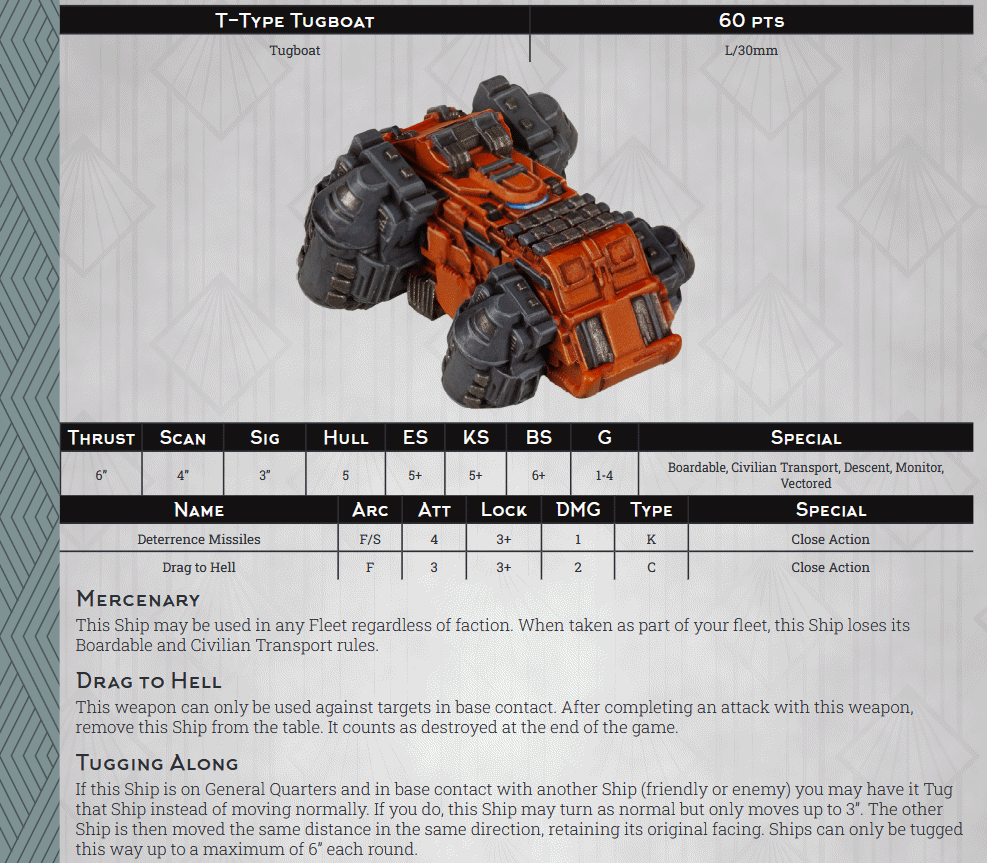 T-Type Tugboat 60 pts
Tugboat L/30mm
Thrust Scan Sig Hull ES KS BS G Special
6" 4" 3" 5 5+ 5+ 6+ 1-4 Boardable, Civilian Transport, Descent, Monitor,
Vectored
Name Arc Att Lock DMG Type Special
Deterrence Missiles F/S 4 3+ 1 K Close Action
Drag to Hell F 3 3+ 2 C Close Action
Mercenary
This Ship may be used in any Fleet regardless of faction. When taken as part of your fleet, this Ship loses its
Boardable and Civilian Transport rules.
Drag to Hell
This weapon can only be used against targets in base contact. After completing an attack with this weapon,
remove this Ship from the table. It counts as destroyed at the end of the game.
Tugging Along
If this Ship is on General Quarters and in base contact with another Ship (friendly or enemy) you may have it Tug
that Ship instead of moving normally. If you do, this Ship may turn as normal but only moves up to 3". The other
Ship is then moved the same distance in the same direction, retaining its original facing. Ships can only be tugged
this way up to a maximum of 6" each round.